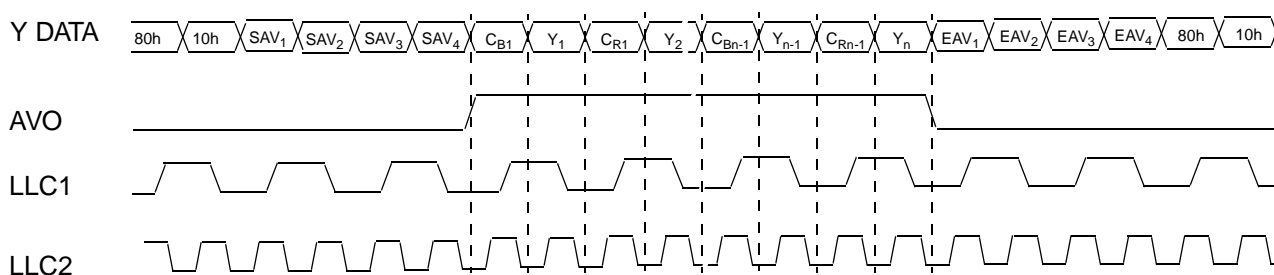 Y DATA 80h 10h SAV1 SAV2 SAV3 SAV4 CB1 Y1 CR1 Y2 CBn-1 Yn-1 CRn-1 Yn EAV1 EAV2 EAV3 EAV4 80h 10h
AVO
LLC1
LLC2